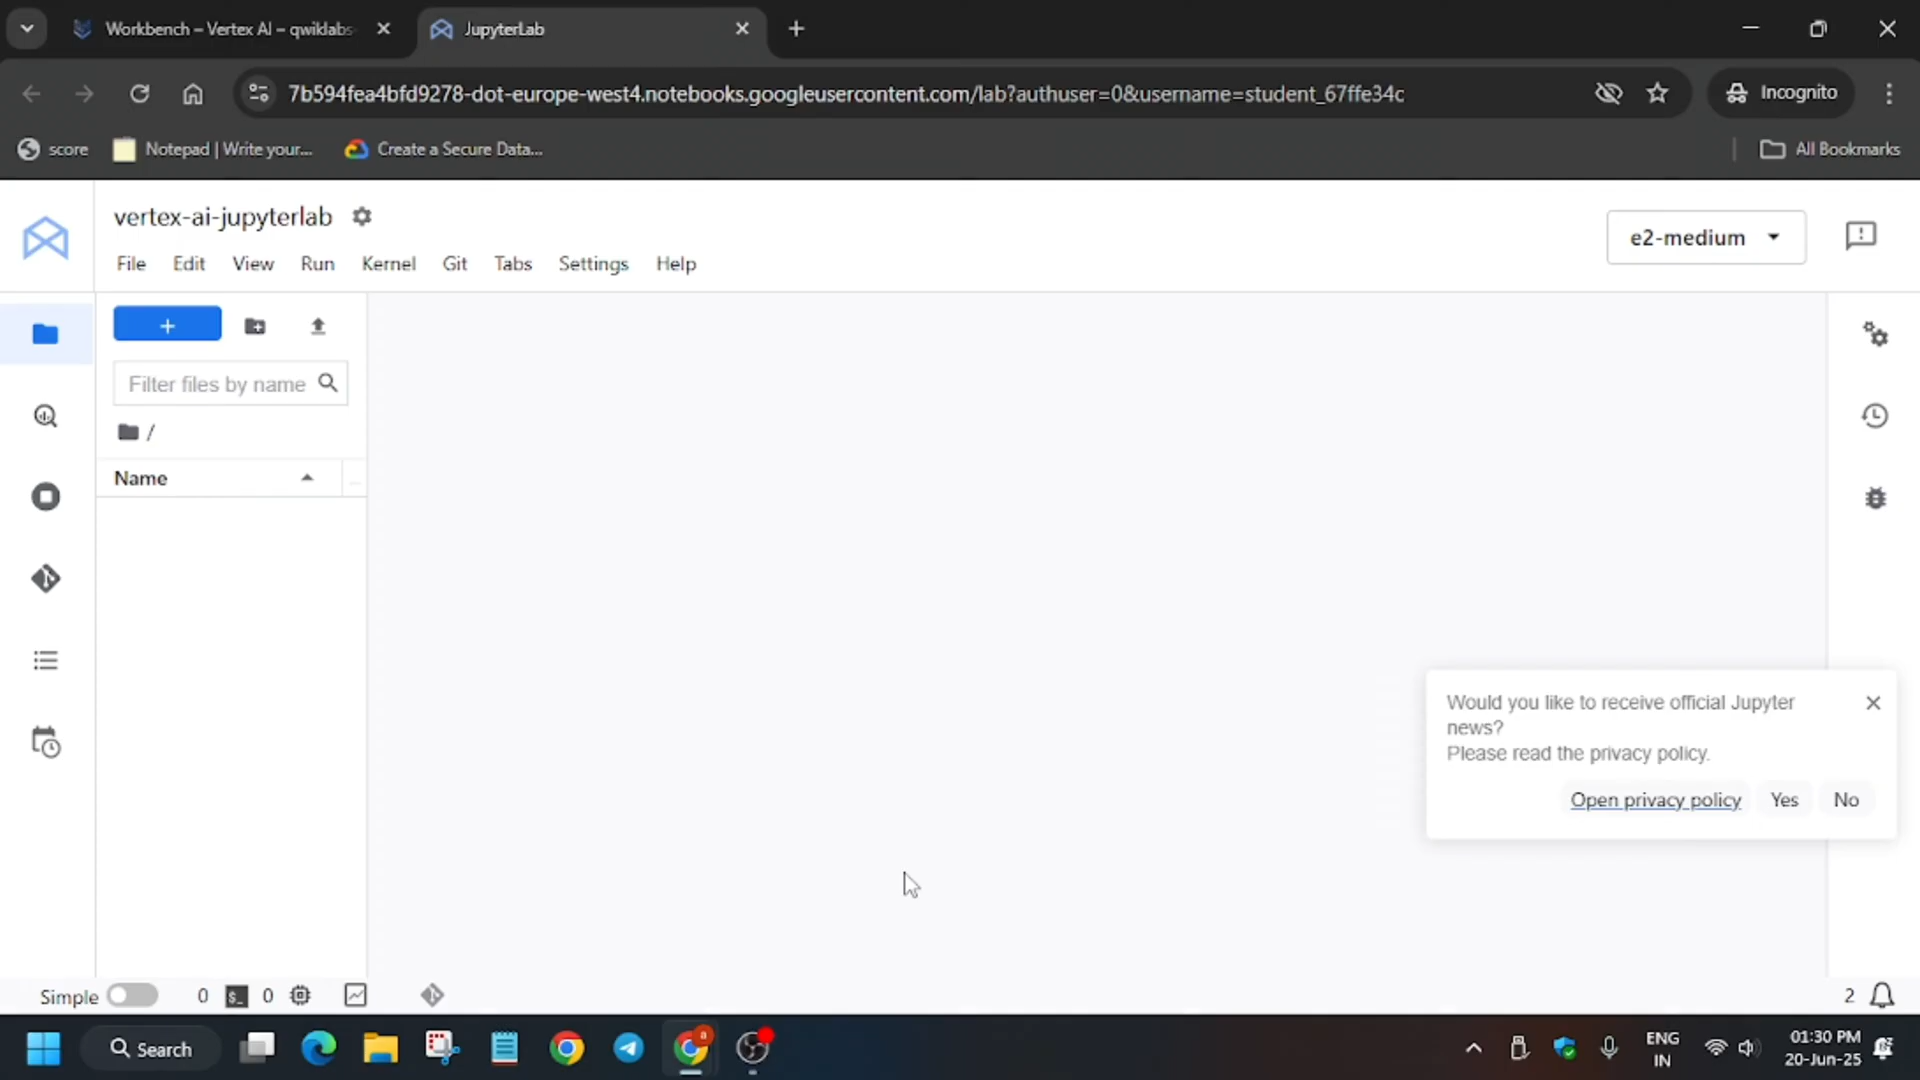 Workbench – Vertex AI – qwiklabs
JupyterLab
7b594fea4bfd9278-dot-europe-west4.notebooks.googleusercontent.com/lab?authuser=0&username=student_67ffe34c
Incognito
score
Notepad | Write your...
Create a Secure Data...
All Bookmarks
vertex-ai-jupyterlab
e2-medium
File Edit View Run Kernel Git Tabs Settings Help
+
Filter files by name
/
Name
Would you like to receive official Jupyter
news?
Please read the privacy policy.
Open privacy policy Yes No
Simple 0 $_ 0
2
Search
ENG
IN
01:30 PM
20-Jun-25